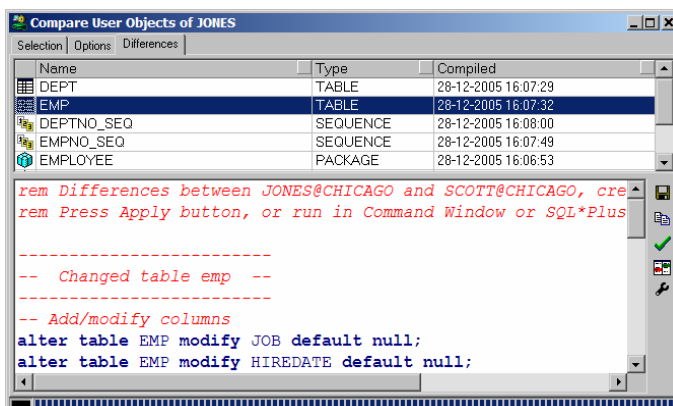 Compare User Objects of JONES
Selection Options Differences
Name Type Compiled
DEPT TABLE 28-12-2005 16:07:29
EMP TABLE 28-12-2005 16:07:32
DEPTNO_SEQ SEQUENCE 28-12-2005 16:08:00
EMPNO_SEQ SEQUENCE 28-12-2005 16:07:49
EMPLOYEE PACKAGE 28-12-2005 16:06:53
rem Differences between JONES@CHICAGO and SCOTT@CHICAGO, cre
rem Press Apply button, or run in Command Window or SQL*Plus
-------------------------
--  Changed table emp  --
-------------------------
-- Add/modify columns
alter table EMP modify JOB default null;
alter table EMP modify HIREDATE default null;